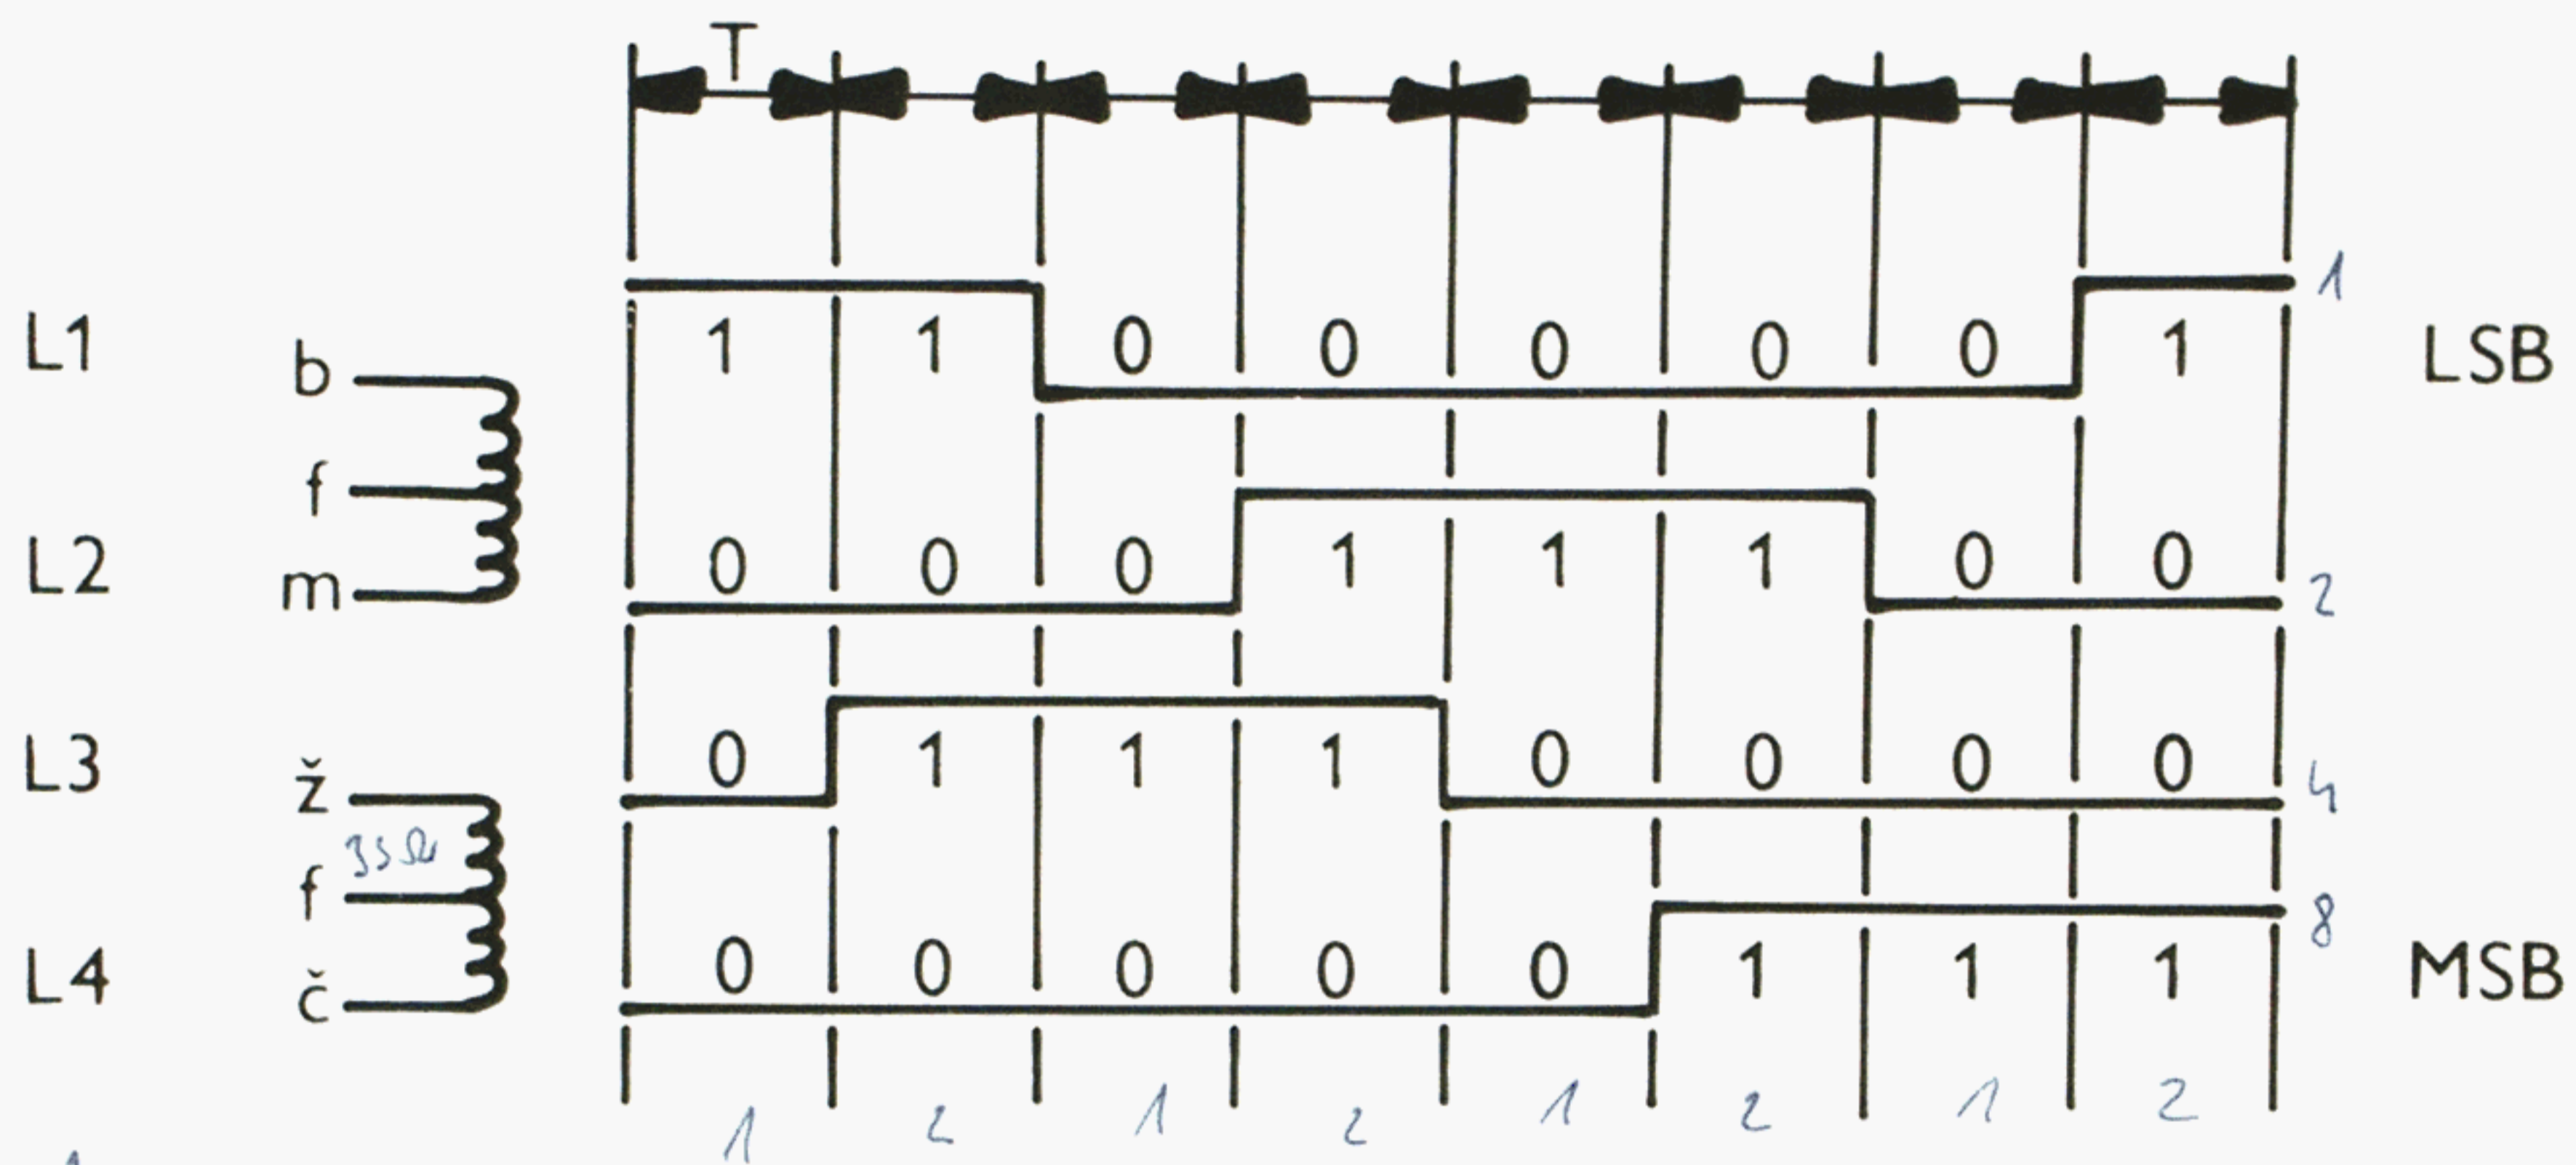 T
1
L1 b 1 1 0 0 0 0 0 1 LSB
f
L2 m 0 0 0 1 1 1 0 0 2
L3 ž 0 1 1 1 0 0 0 0 4
f
8
L4 č 0 0 0 0 0 1 1 1 MSB
1 2 1 2 1 2 1 2